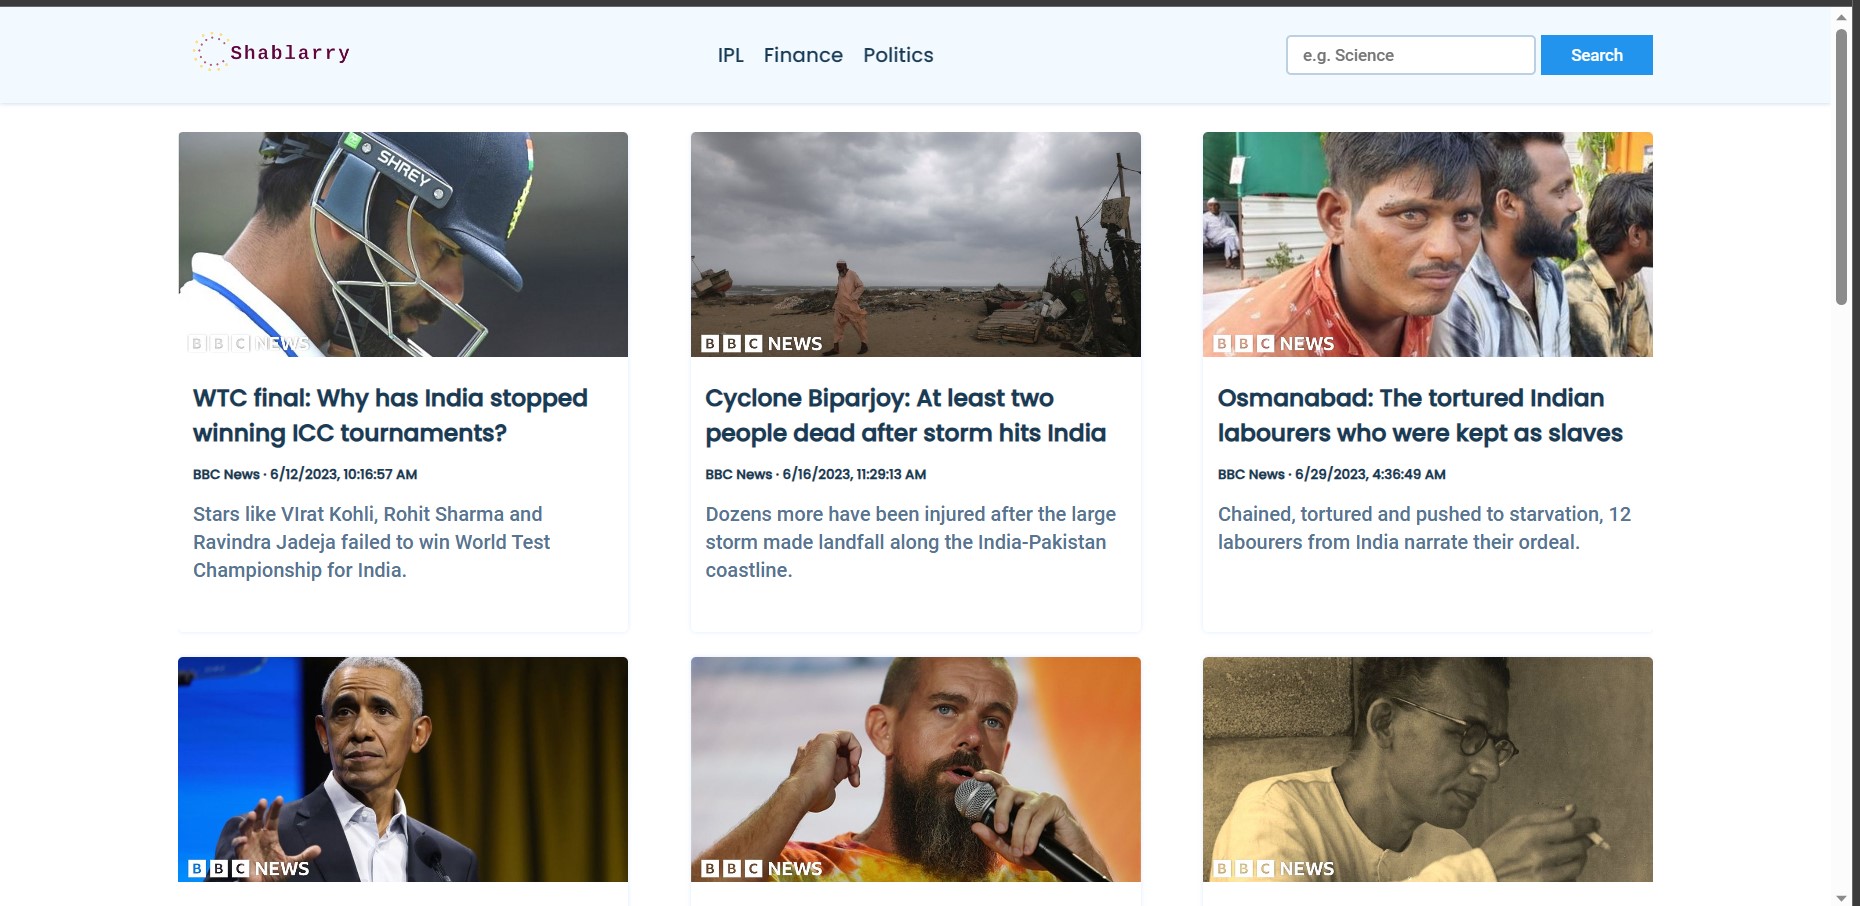 Shablarry
IPL Finance Politics
e.g. Science
Search
SHREY
BBC NEWS
BBC NEWS
BBC NEWS
WTC final: Why has India stopped
winning ICC tournaments?
BBC News · 6/12/2023, 10:16:57 AM
Stars like VIrat Kohli, Rohit Sharma and
Ravindra Jadeja failed to win World Test
Championship for India.
Cyclone Biparjoy: At least two
people dead after storm hits India
BBC News · 6/16/2023, 11:29:13 AM
Dozens more have been injured after the large
storm made landfall along the India-Pakistan
coastline.
Osmanabad: The tortured Indian
labourers who were kept as slaves
BBC News · 6/29/2023, 4:36:49 AM
Chained, tortured and pushed to starvation, 12
labourers from India narrate their ordeal.
BBC NEWS
BBC NEWS
BBC NEWS